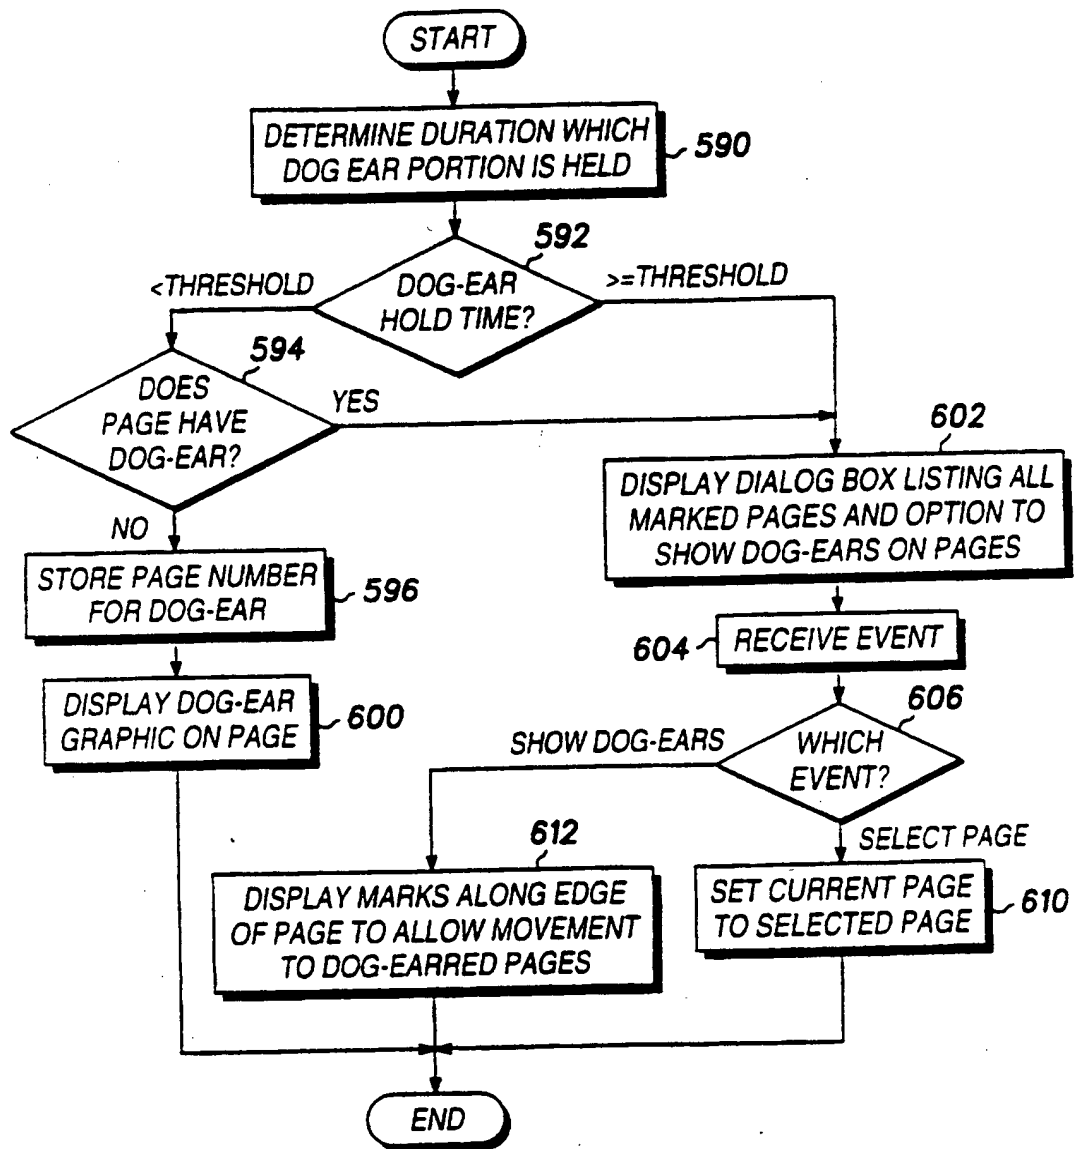 START
DETERMINE DURATION WHICH
DOG EAR PORTION IS HELD
590
592
<THRESHOLD
DOG-EAR
HOLD TIME?
>=THRESHOLD
594
DOES
PAGE HAVE
DOG-EAR?
YES
NO
602
DISPLAY DIALOG BOX LISTING ALL
MARKED PAGES AND OPTION TO
SHOW DOG-EARS ON PAGES
STORE PAGE NUMBER
FOR DOG-EAR
596
604
RECEIVE EVENT
DISPLAY DOG-EAR
GRAPHIC ON PAGE
600
606
SHOW DOG-EARS
WHICH
EVENT?
SELECT PAGE
612
DISPLAY MARKS ALONG EDGE
OF PAGE TO ALLOW MOVEMENT
TO DOG-EARRED PAGES
SET CURRENT PAGE
TO SELECTED PAGE
610
END